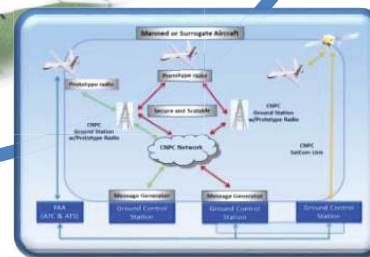 Manned or Surrogate Aircraft
Prototype radio
Prototype radio
Secure and Scalable
CNPC
Ground Station
w/Prototype Radio
CNPC
Ground Station
w/Prototype Radio
CNPC
SatCom Link
CNPC Network
Message Generator
Message Generator
FAA
(ATC & ATS)
Ground Control
Station
Ground Control
Station
Ground Control
Station